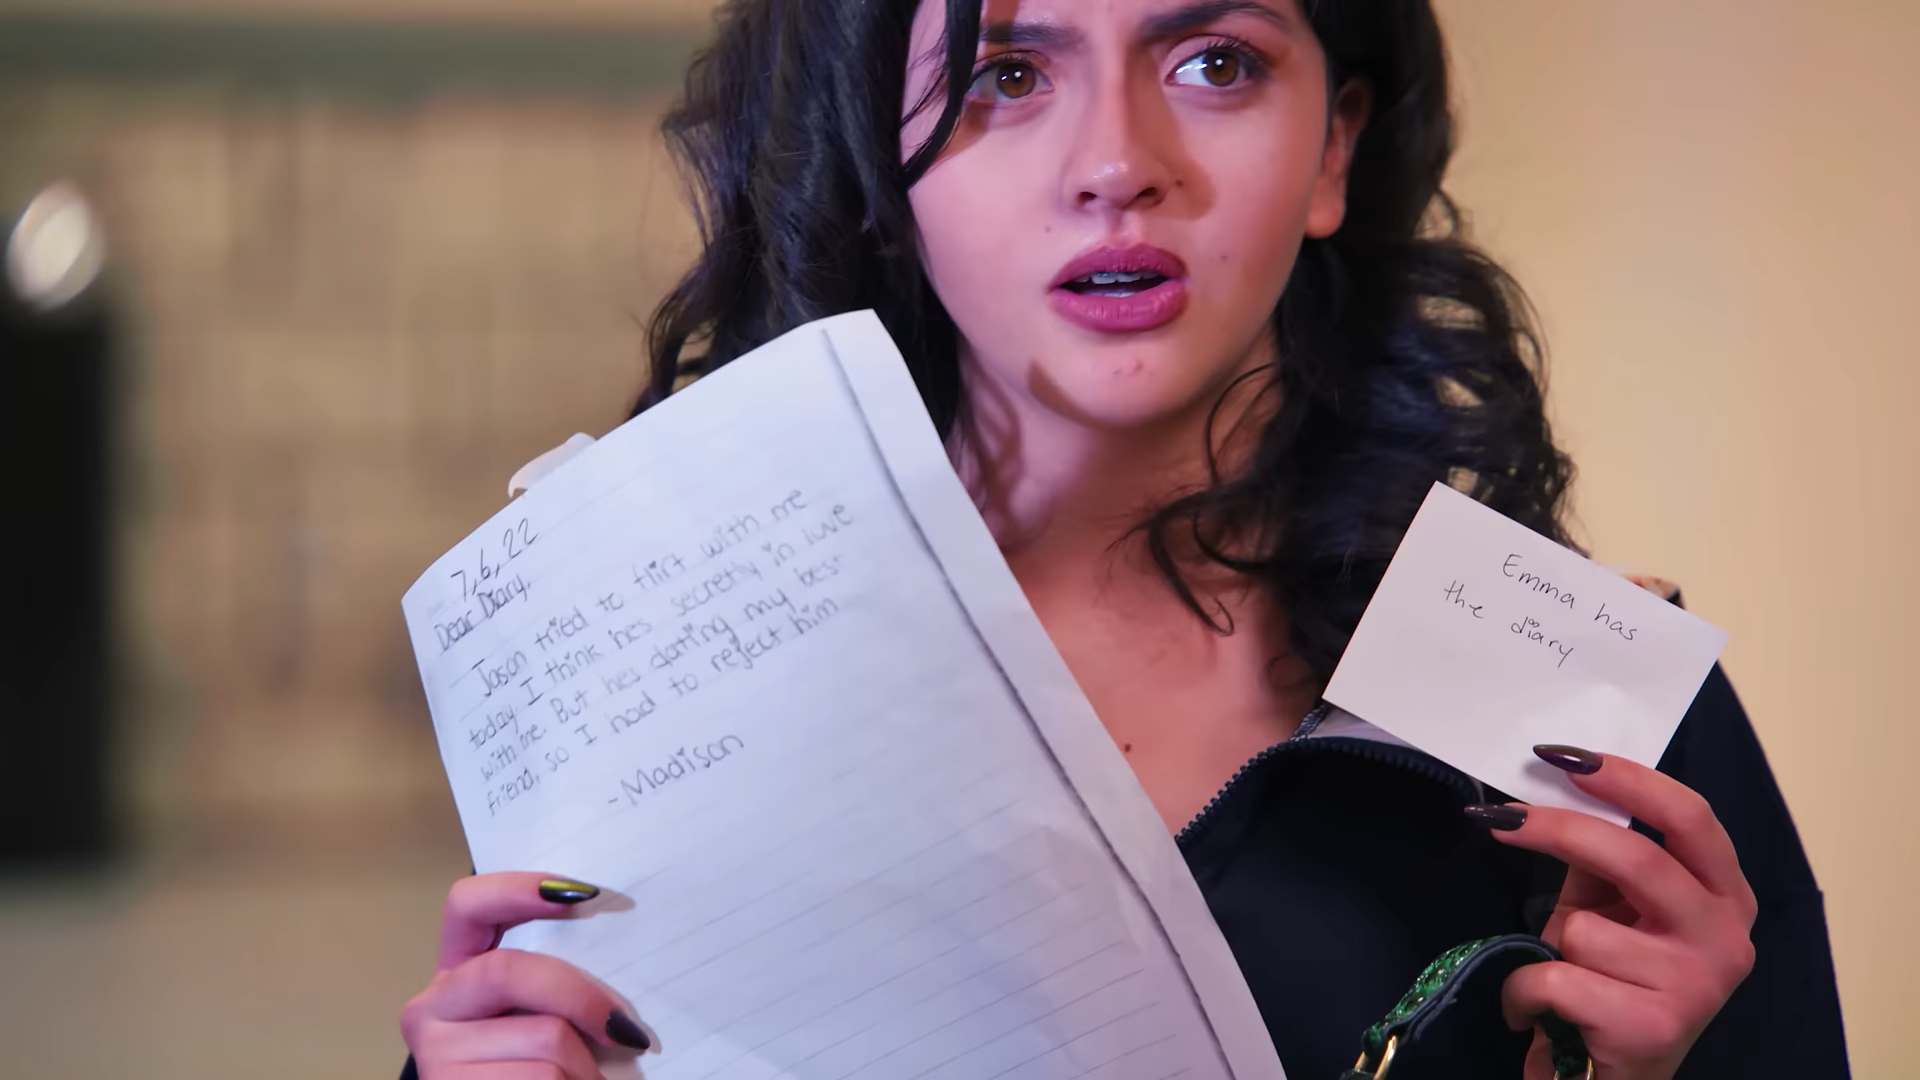 7,6,22
Dear Diary,
Jason tried to flirt with me
today. I think hes secretly in love
with me. But hes dating my bes-
friend, so I had to reject him
-Madison
Emma has
the diary